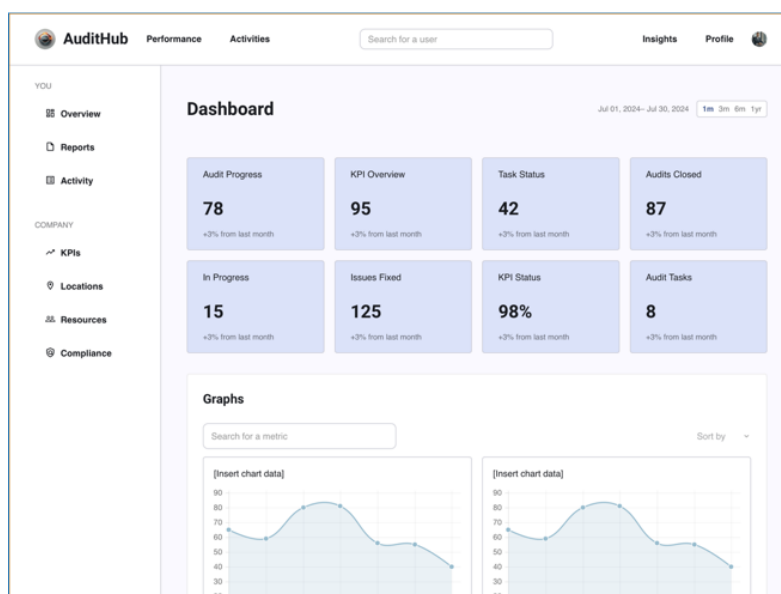 AuditHub Performance Activities Search for a user Insights Profile
YOU
Overview
Reports
Activity
COMPANY
KPIs
Locations
Resources
Compliance
Dashboard Jul 01, 2024– Jul 30, 2024 1m 3m 6m 1yr
Audit Progress KPI Overview Task Status Audits Closed
78 95 42 87
+3% from last month +3% from last month +3% from last month +3% from last month
In Progress Issues Fixed KPI Status Audit Tasks
15 125 98% 8
+3% from last month +3% from last month +3% from last month +3% from last month
Graphs
Search for a metric Sort by
[Insert chart data] [Insert chart data]
90 90
80 80
70 70
60 60
50 50
40 40
30 30